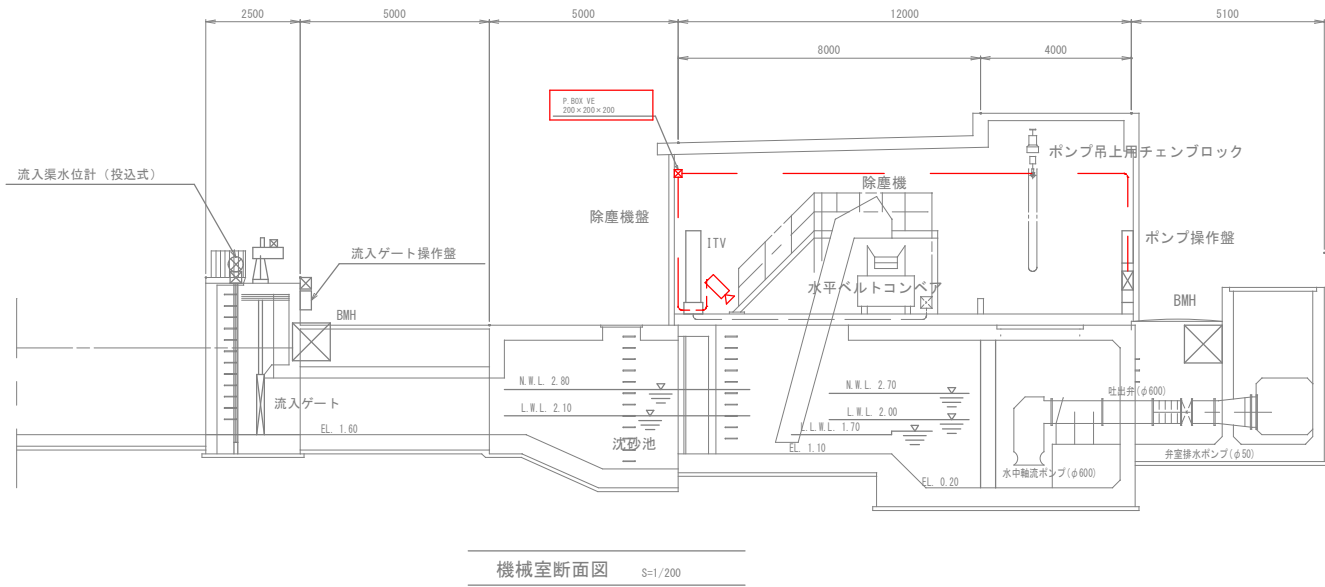 2500
5000
5000
12000
5100
8000
4000
P.BOX VE
200×200×200
ポンプ吊上用チェンブロック
流入渠水位計（投込式）
除塵機
除塵機盤
ITV
ポンプ操作盤
流入ゲート操作盤
水平ベルトコンベア
BMH
BMH
N.W.L. 2.80
N.W.L. 2.70
吐出弁(φ600)
流入ゲート
L.W.L. 2.10
L.W.L. 2.00
EL. 1.60
L.L.W.L. 1.70
沈砂池
EL. 1.10
弁室排水ポンプ(φ50)
水中軸流ポンプ(φ600)
EL. 0.20
機械室断面図 S=1/200